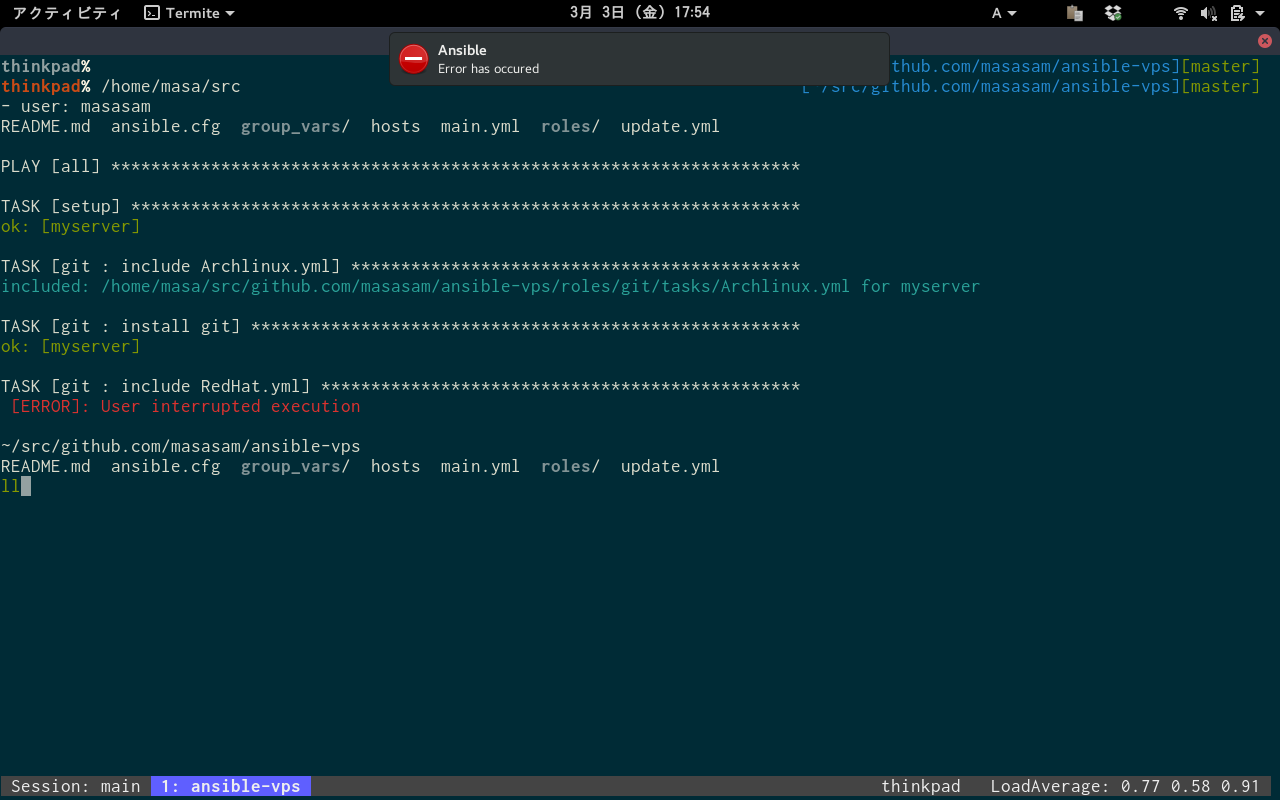 アクティビティ Termite 3月 3日 (金) 17:54 A
Ansible
Error has occured
thinkpad% hub.com/masasam/ansible-vps][master]
thinkpad% /home/masa/src [~/src/github.com/masasam/ansible-vps][master]
- user: masasam
README.md ansible.cfg group_vars/ hosts main.yml roles/ update.yml
PLAY [all] *********************************************************************
TASK [setup] *******************************************************************
ok: [myserver]
TASK [git : include Archlinux.yml] *********************************************
included: /home/masa/src/github.com/masasam/ansible-vps/roles/git/tasks/Archlinux.yml for myserver
TASK [git : install git] *******************************************************
ok: [myserver]
TASK [git : include RedHat.yml] ************************************************
[ERROR]: User interrupted execution
~/src/github.com/masasam/ansible-vps
README.md ansible.cfg group_vars/ hosts main.yml roles/ update.yml
ll
Session: main 1: ansible-vps thinkpad LoadAverage: 0.77 0.58 0.91